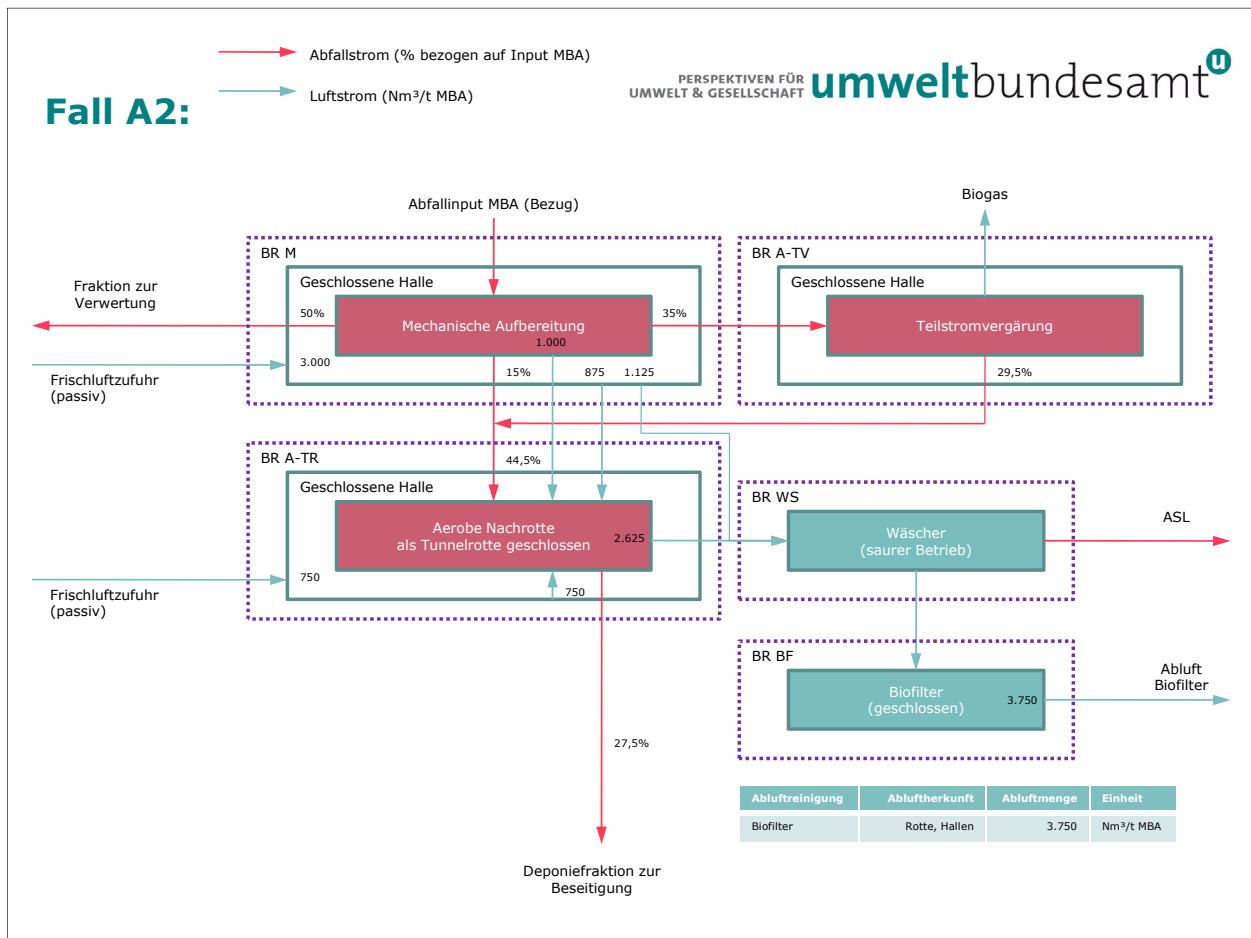 Abfallstrom (% bezogen auf Input MBA)
Luftstrom (Nm³/t MBA)
PERSPEKTIVEN FÜR
UMWELT & GESELLSCHAFT umweltbundesamt u
Fall A2:
Abfallinput MBA (Bezug)
Biogas
BR M
BR A-TV
Geschlossene Halle
Geschlossene Halle
Fraktion zur
Verwertung
50%
Mechanische Aufbereitung
1.000
35%
Teilstromvergärung
3.000
Frischluftzufuhr
(passiv)
15%
875
1.125
29,5%
BR A-TR
44,5%
Geschlossene Halle
Aerobe Nachrotte
als Tunnelrotte geschlossen
2.625
750
750
Frischluftzufuhr
(passiv)
BR WS
Wäscher
(saurer Betrieb)
ASL
BR BF
Biofilter
(geschlossen)
3.750
Abluft
Biofilter
27,5%
Abluftreinigung Abluftherkunft Abluftmenge Einheit
Biofilter Rotte, Hallen 3.750 Nm³/t MBA
Deponiefraktion zur
Beseitigung